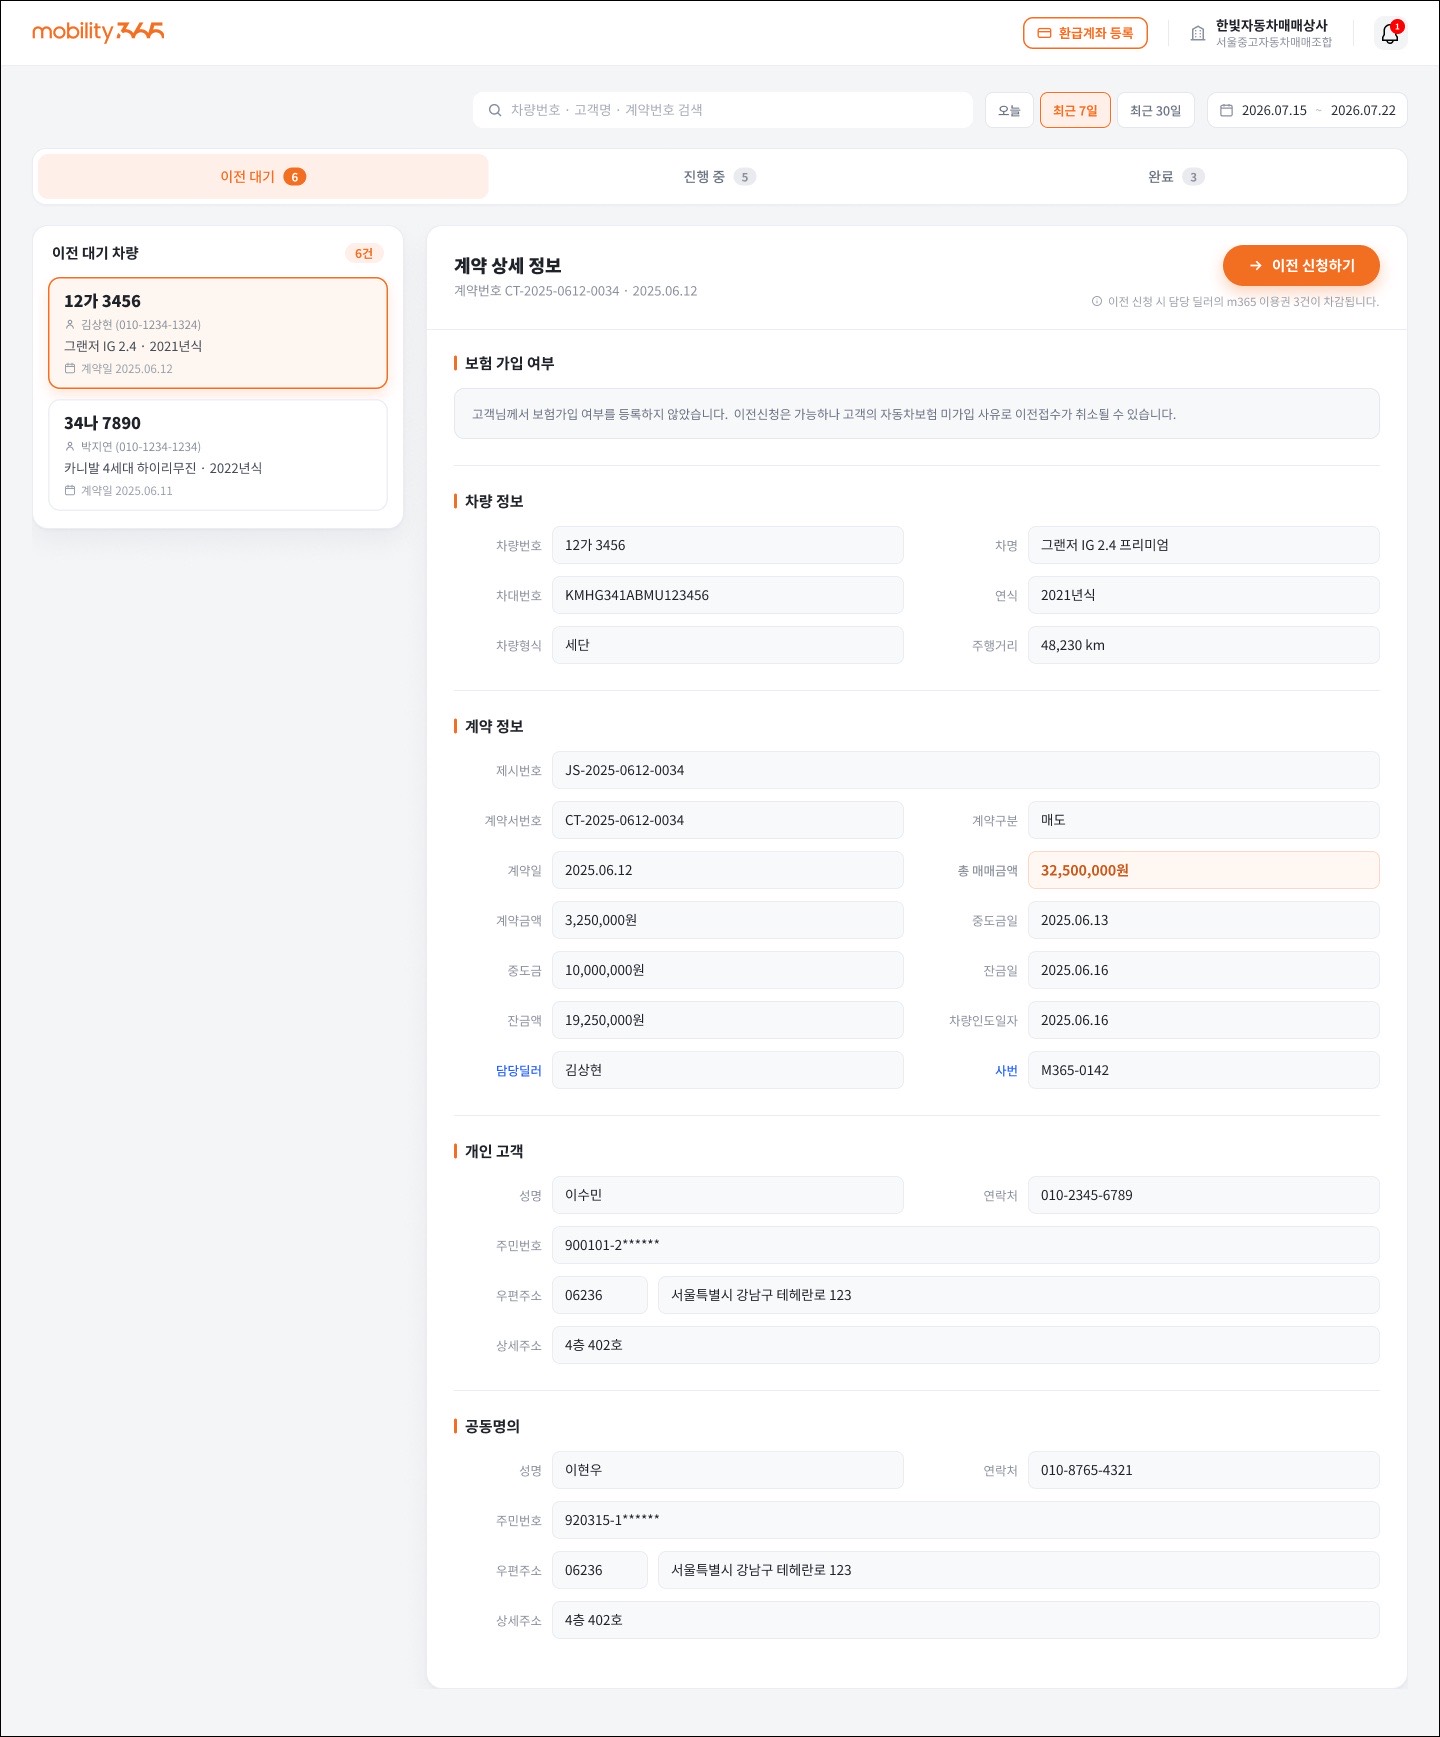 mobility 365
환급계좌 등록
한빛자동차매매상사
서울중고자동차매매조합
1
차량번호 · 고객명 · 계약번호 검색
오늘
최근 7일
최근 30일
2026.07.15 ~ 2026.07.22
이전 대기 6
진행 중 5
완료 3
이전 대기 차량
6건
12가 3456
김상현 (010-1234-1324)
그랜저 IG 2.4 · 2021년식
계약일 2025.06.12
34나 7890
박지연 (010-1234-1234)
카니발 4세대 하이리무진 · 2022년식
계약일 2025.06.11
계약 상세 정보
계약번호 CT-2025-0612-0034 · 2025.06.12
→ 이전 신청하기
이전 신청 시 담당 딜러의 m365 이용권 3건이 차감됩니다.
보험 가입 여부
고객님께서 보험가입 여부를 등록하지 않았습니다. 이전신청은 가능하나 고객의 자동차보험 미가입 사유로 이전접수가 취소될 수 있습니다.
차량 정보
차량번호 12가 3456
차명 그랜저 IG 2.4 프리미엄
차대번호 KMHG341ABMU123456
연식 2021년식
차량형식 세단
주행거리 48,230 km
계약 정보
제시번호 JS-2025-0612-0034
계약서번호 CT-2025-0612-0034
계약구분 매도
계약일 2025.06.12
총 매매금액 32,500,000원
계약금액 3,250,000원
중도금일 2025.06.13
중도금 10,000,000원
잔금일 2025.06.16
잔금액 19,250,000원
차량인도일자 2025.06.16
담당딜러 김상현
사번 M365-0142
개인 고객
성명 이수민
연락처 010-2345-6789
주민번호 900101-2******
우편주소 06236 서울특별시 강남구 테헤란로 123
상세주소 4층 402호
공동명의
성명 이현우
연락처 010-8765-4321
주민번호 920315-1******
우편주소 06236 서울특별시 강남구 테헤란로 123
상세주소 4층 402호